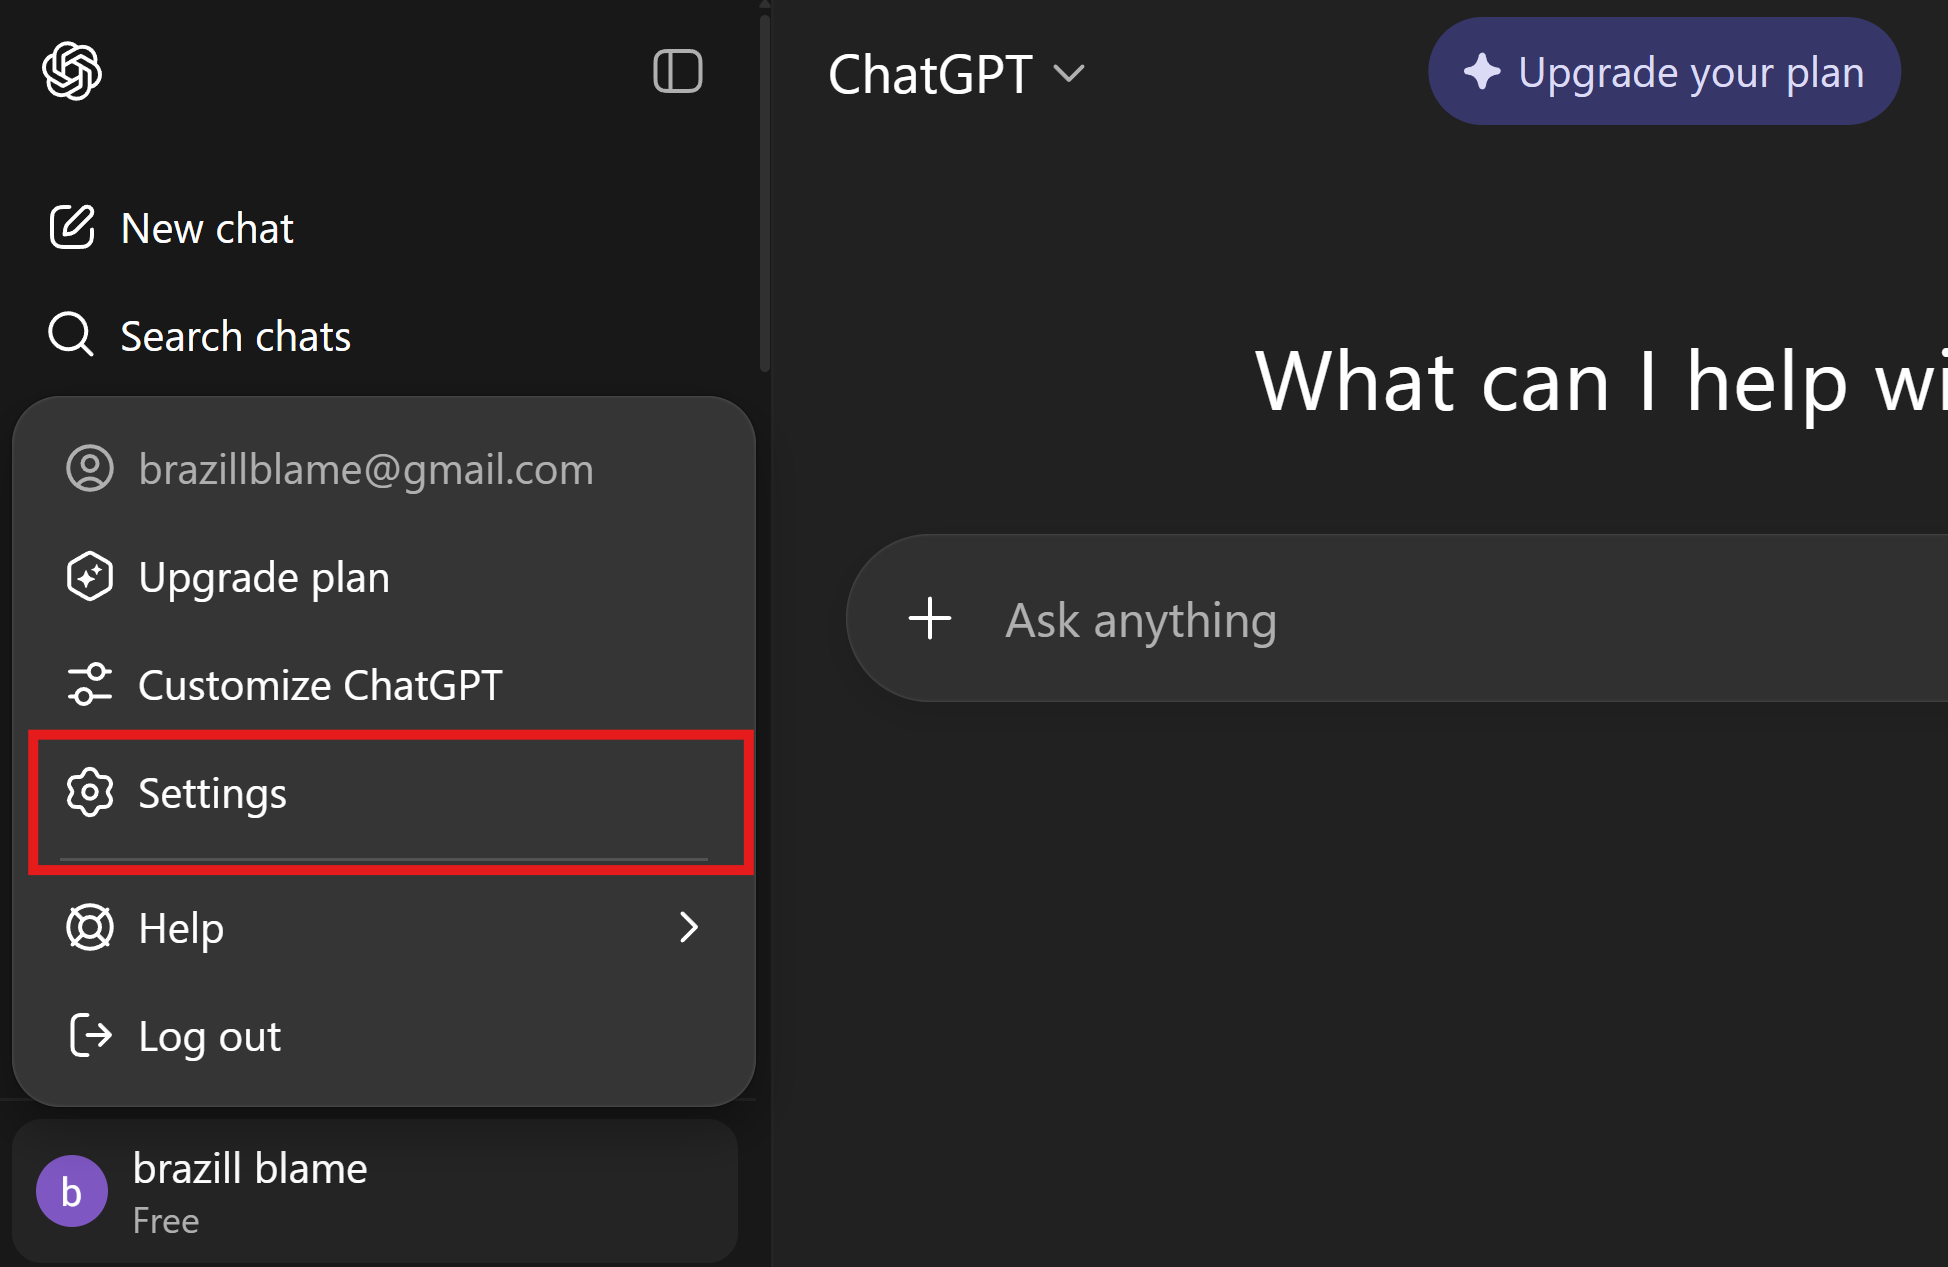 ChatGPT
Upgrade your plan
New chat
Search chats
brazillblame@gmail.com
Upgrade plan
Customize ChatGPT
Settings
Help
Log out
brazill blame
b
Free
What can I help wi
Ask anything